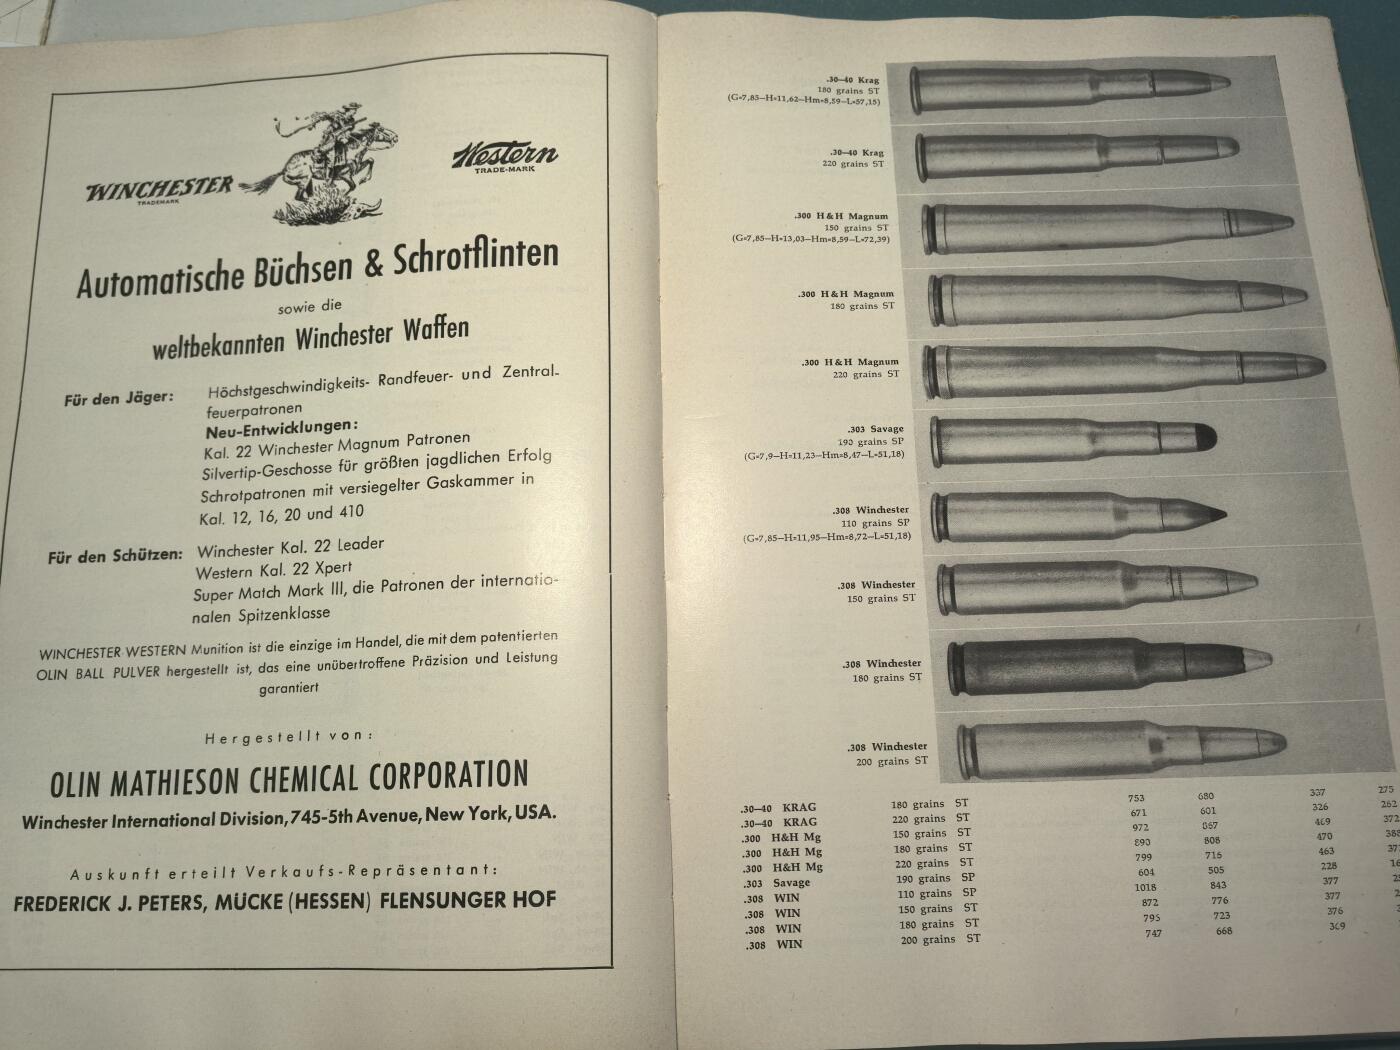 WINCHESTER
TRADEMARK
Western
TRADE-MARK
Automatische Büchsen & Schrotflinten
sowie die
weltbekannten Winchester Waffen
Für den Jäger: Höchstgeschwindigkeits- Randfeuer- und Zentral-
feuerpatronen
Neu-Entwicklungen:
Kal. 22 Winchester Magnum Patronen
Silvertip-Geschosse für größten jagdlichen Erfolg
Schrotpatronen mit versiegelter Gaskammer in
Kal. 12, 16, 20 und 410
Für den Schützen: Winchester Kal. 22 Leader
Western Kal. 22 Xpert
Super Match Mark III, die Patronen der internatio-
nalen Spitzenklasse
WINCHESTER-WESTERN Munition ist die einzige im Handel, die mit dem patentierten
OLIN BALL PULVER hergestellt ist, das eine unübertroffene Präzision und Leistung
garantiert
Hergestellt von:
OLIN MATHIESON CHEMICAL CORPORATION
Winchester International Division, 745-5th Avenue, New York, USA.
Auskunft erteilt Verkaufs-Repräsentant:
FREDERICK J. PETERS, MÜCKE (HESSEN) FLENSUNGER HOF
.30—40 Krag
180 grains ST
(G=7,85—H=11,62—Hm=8,59—L=57,15)
.30—40 Krag
220 grains ST
.300 H&H Magnum
150 grains ST
(G=7,85—H=13,03—Hm=8,59—L=72,39)
.300 H&H Magnum
180 grains ST
.300 H&H Magnum
220 grains ST
.303 Savage
190 grains SP
(G=7,9—H=11,23—Hm=8,47—L=51,18)
.308 Winchester
110 grains SP
(G=7,85—H=11,95—Hm=8,72—L=51,18)
.308 Winchester
150 grains ST
.308 Winchester
180 grains ST
.308 Winchester
200 grains ST
.30—40 KRAG 180 grains ST 753 680 337 275
.30—40 KRAG 220 grains ST 671 601 326 262
.300 H&H Mg 150 grains ST 972 867 469 372
.300 H&H Mg 180 grains ST 890 808 470 388
.300 H&H Mg 220 grains ST 799 715 463
.303 Savage 190 grains SP 604 505 228
.308 WIN 110 grains SP 1018 843 377
.308 WIN 150 grains ST 872 776 377
.308 WIN 180 grains ST 795 723 376
.308 WIN 200 grains ST 747 668 369